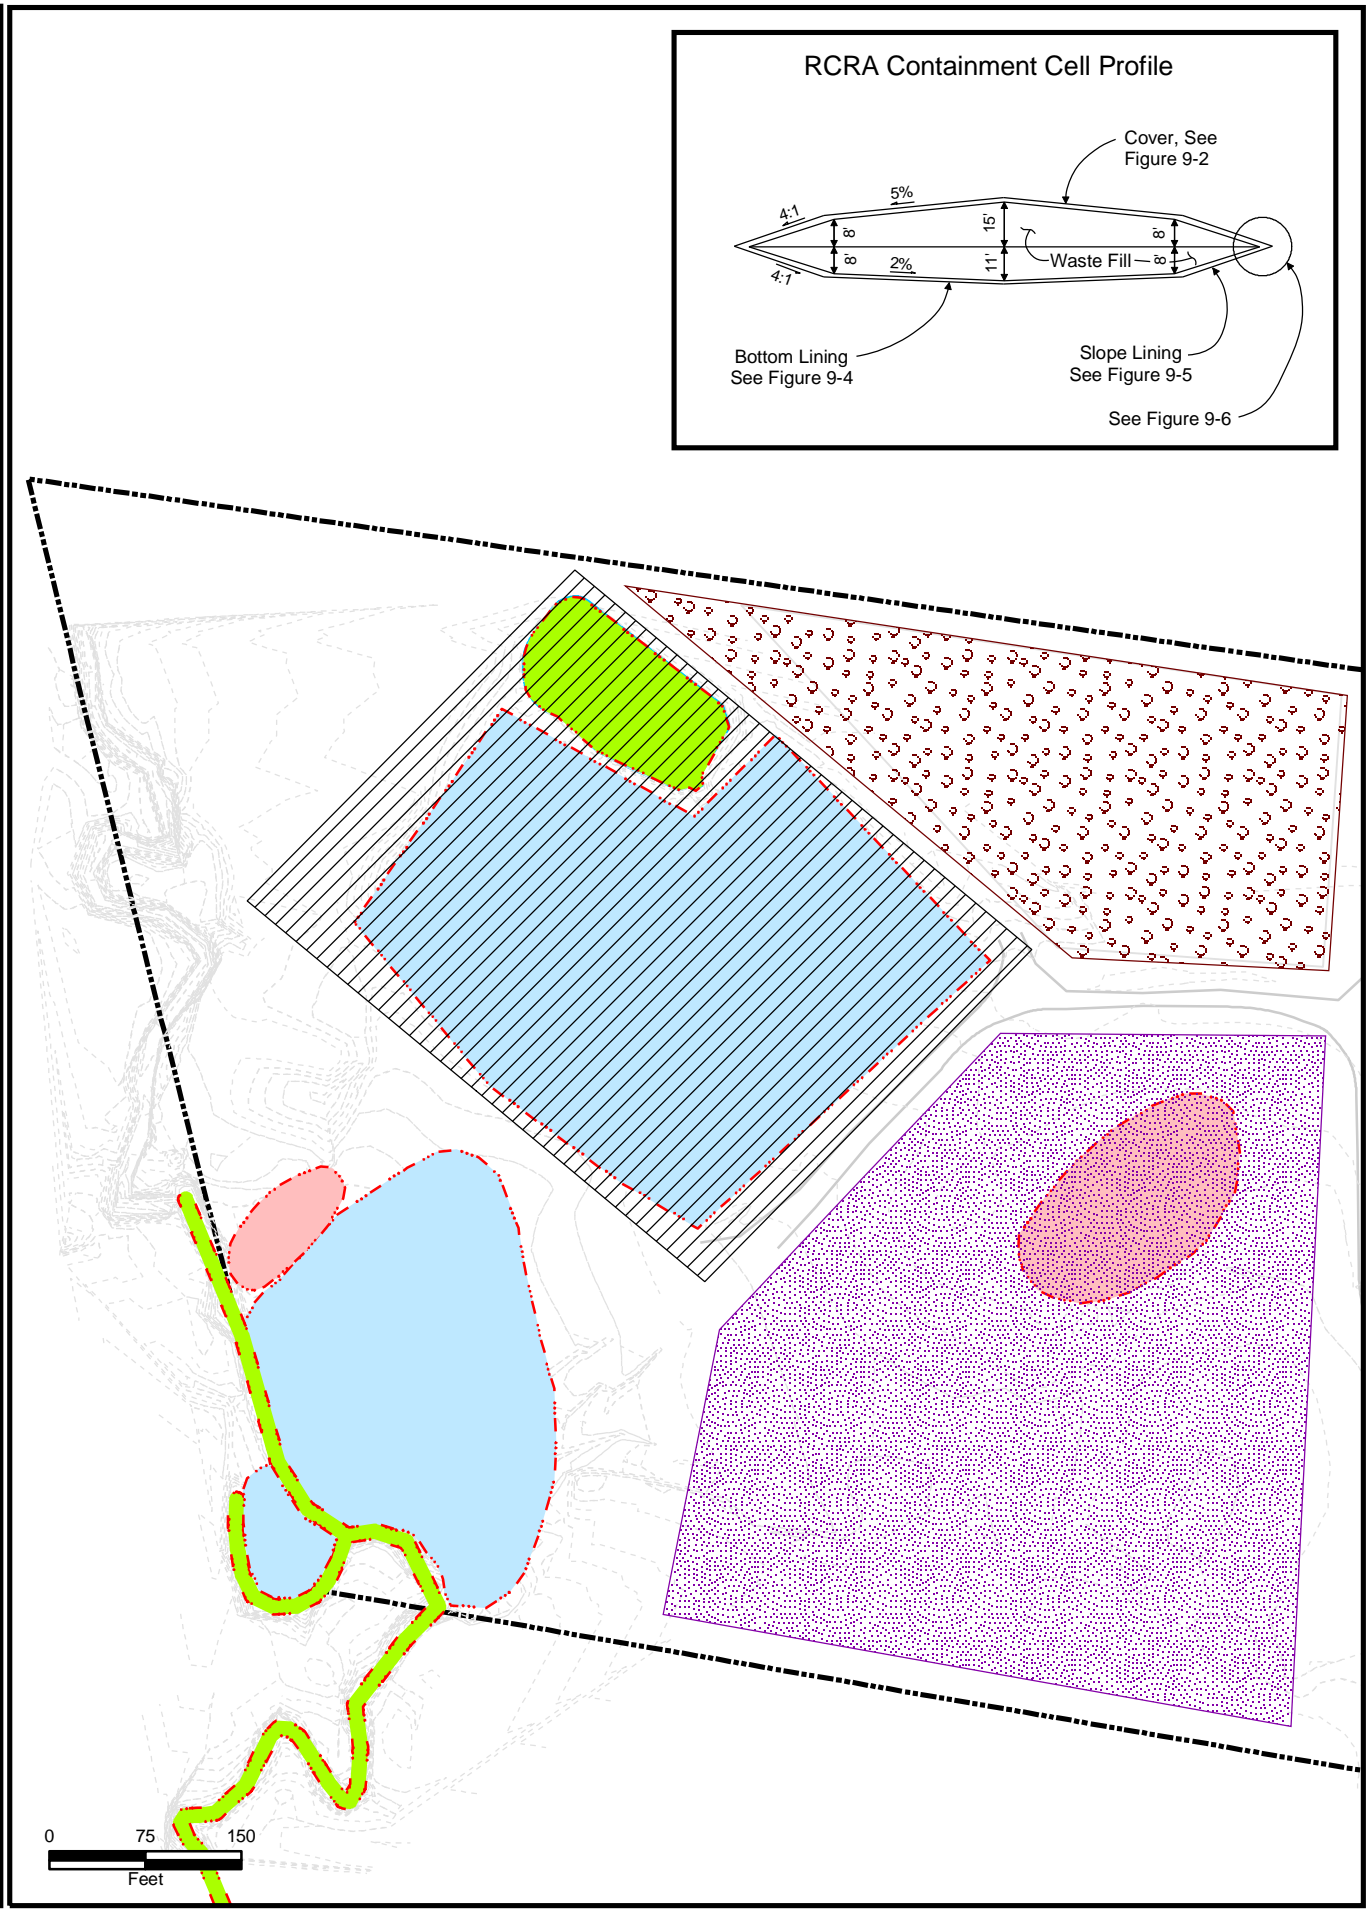 RCRA Containment Cell Profile
Cover, See
Figure 9-2
5%
4:1
15'
8'
8'
8'
8'
11'
2%
4:1
Waste Fill
Bottom Lining
See Figure 9-4
Slope Lining
See Figure 9-5
See Figure 9-6
0 75 150
Feet